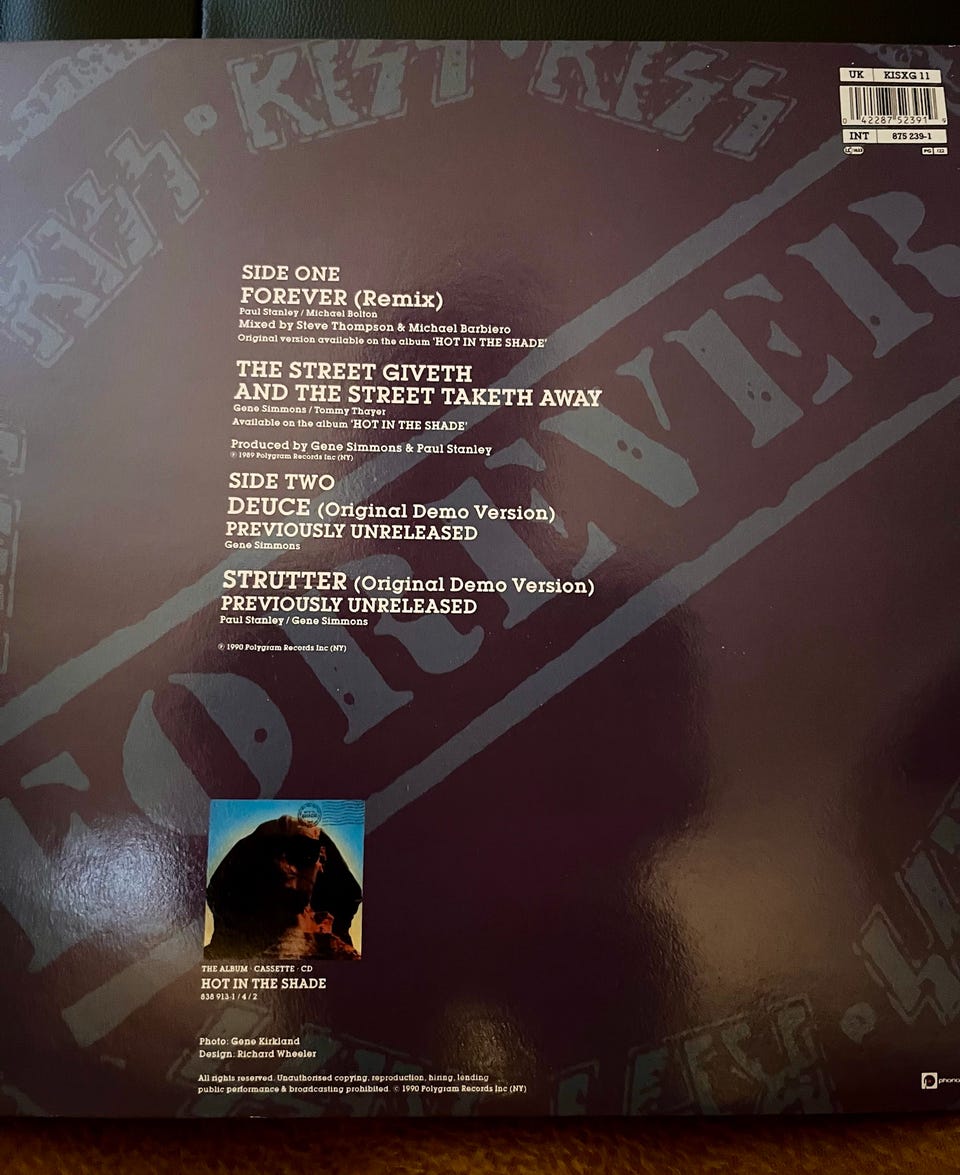 KISS · KISS
KISS
UK KISXG 11
0 42287 52391 9
INT 875 239-1
FOREVER
SIDE ONE
FOREVER (Remix)
Paul Stanley / Michael Bolton
Mixed by Steve Thompson & Michael Barbiero
Original version available on the album 'HOT IN THE SHADE'
THE STREET GIVETH
AND THE STREET TAKETH AWAY
Gene Simmons / Tommy Thayer
Available on the album 'HOT IN THE SHADE'
Produced by Gene Simmons & Paul Stanley
℗ 1989 Polygram Records Inc (NY)
SIDE TWO
DEUCE (Original Demo Version)
PREVIOUSLY UNRELEASED
Gene Simmons
STRUTTER (Original Demo Version)
PREVIOUSLY UNRELEASED
Paul Stanley / Gene Simmons
℗ 1990 Polygram Records Inc (NY)
THE ALBUM · CASSETTE · CD
HOT IN THE SHADE
838 913-1 / 4 / 2
Photo: Gene Kirkland
Design: Richard Wheeler
All rights reserved. Unauthorised copying, reproduction, hiring, lending
public performance & broadcasting prohibited. © 1990 Polygram Records Inc (NY)